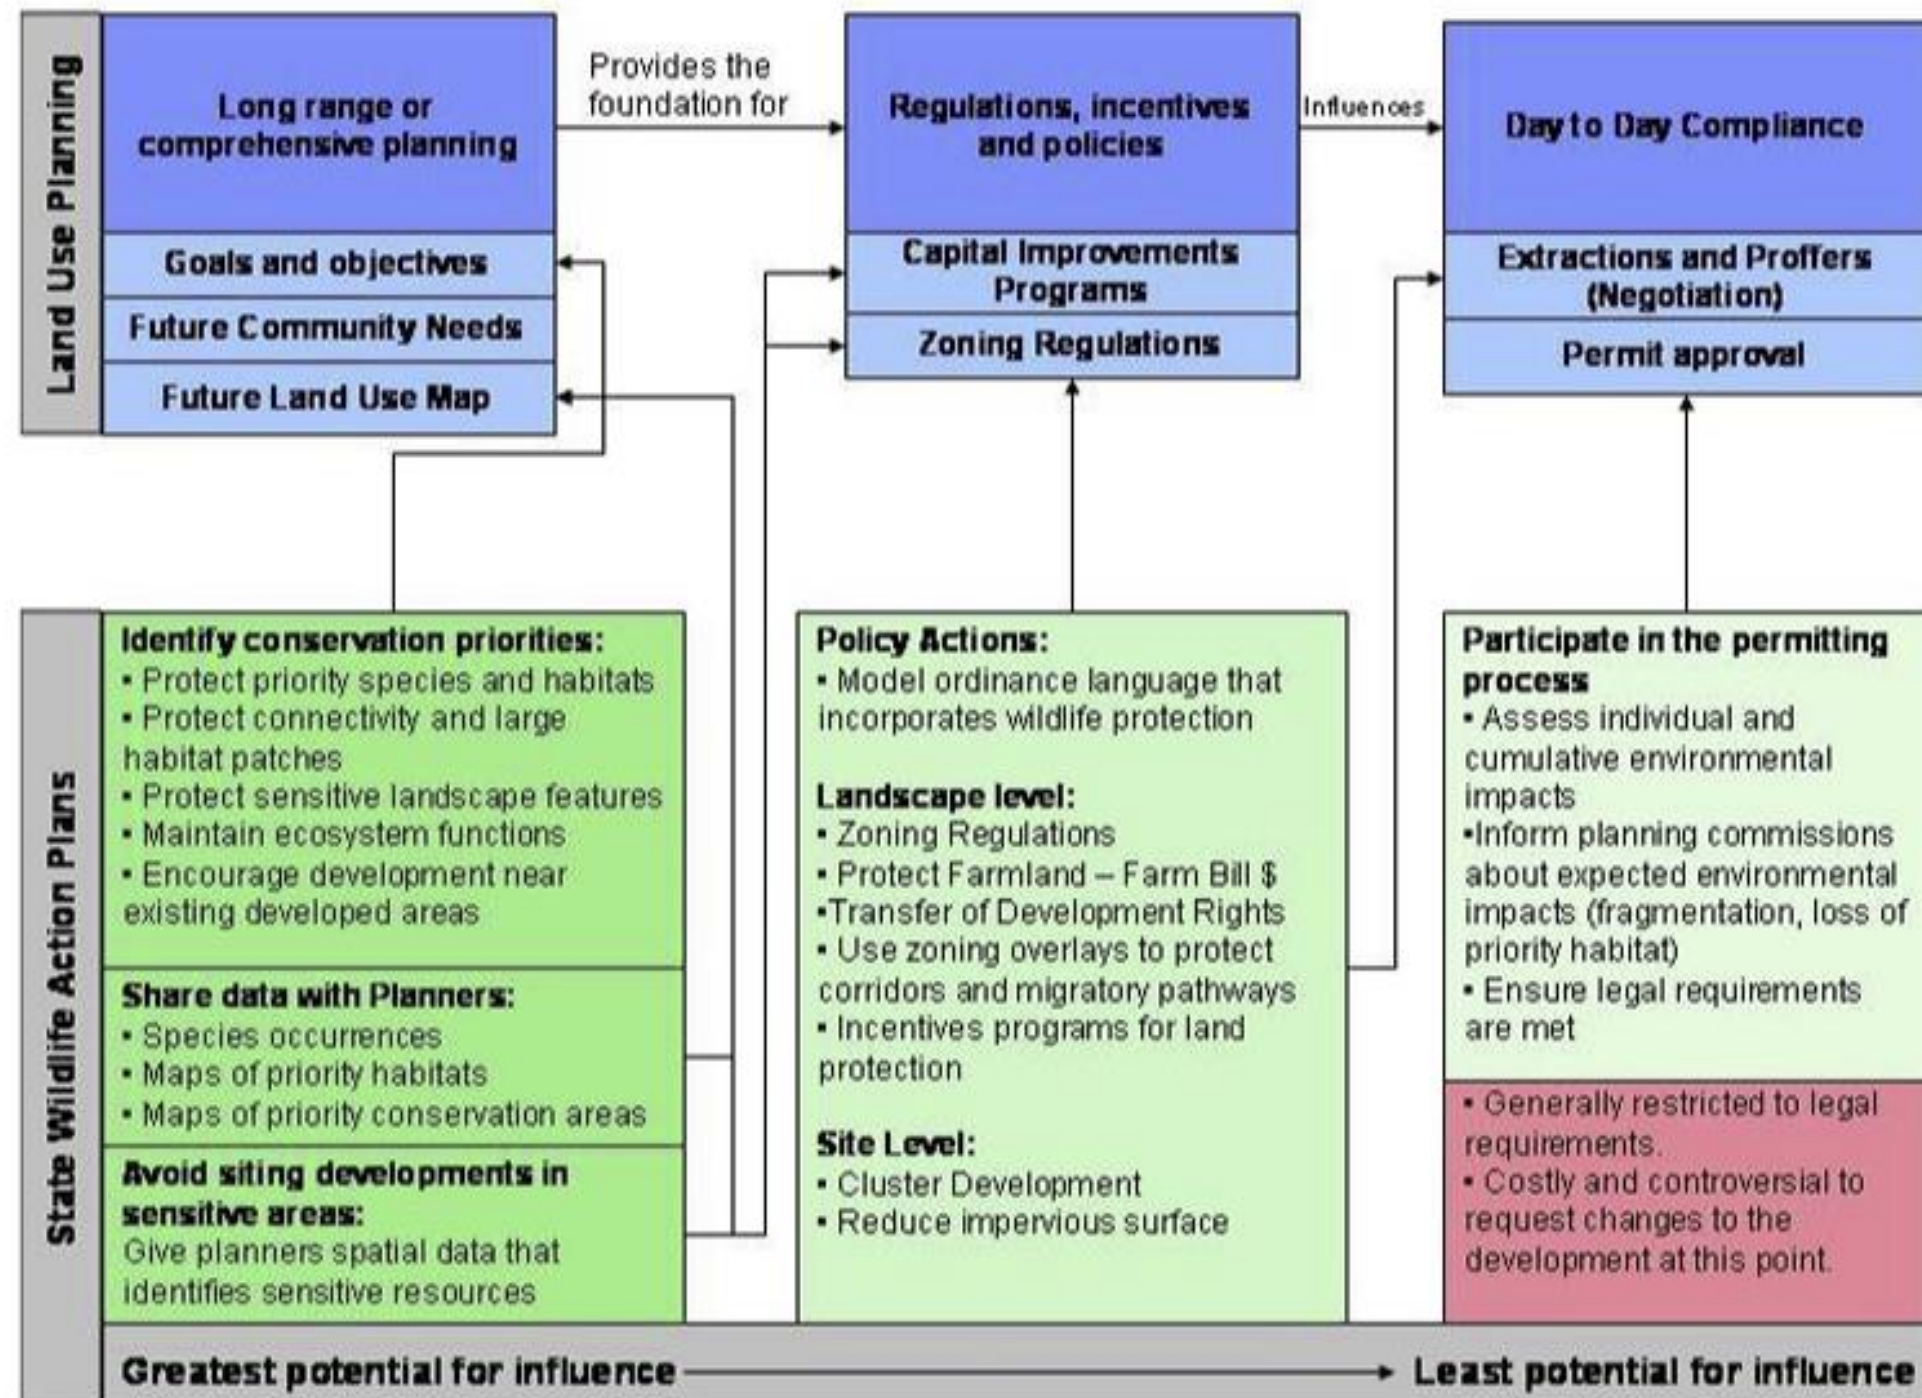 Land Use Planning
Long range or
comprehensive planning
Goals and objectives
Future Community Needs
Future Land Use Map
Provides the
foundation for
Regulations, incentives
and policies
Capital Improvements
Programs
Zoning Regulations
Influences
Day to Day Compliance
Extractions and Proffers
(Negotiation)
Permit approval
State Wildlife Action Plans
Identify conservation priorities:
▪ Protect priority species and habitats
▪ Protect connectivity and large
habitat patches
▪ Protect sensitive landscape features
▪ Maintain ecosystem functions
▪ Encourage development near
existing developed areas
Share data with Planners:
▪ Species occurrences
▪ Maps of priority habitats
▪ Maps of priority conservation areas
Avoid siting developments in
sensitive areas:
Give planners spatial data that
identifies sensitive resources
Policy Actions:
▪ Model ordinance language that
incorporates wildlife protection
Landscape level:
▪ Zoning Regulations
▪ Protect Farmland – Farm Bill $
▪Transfer of Development Rights
▪ Use zoning overlays to protect
corridors and migratory pathways
▪ Incentives programs for land
protection
Site Level:
▪ Cluster Development
▪ Reduce impervious surface
Participate in the permitting
process
▪ Assess individual and
cumulative environmental
impacts
▪Inform planning commissions
about expected environmental
impacts (fragmentation, loss of
priority habitat)
▪ Ensure legal requirements
are met
▪ Generally restricted to legal
requirements.
▪ Costly and controversial to
request changes to the
development at this point.
Greatest potential for influence
Least potential for influence